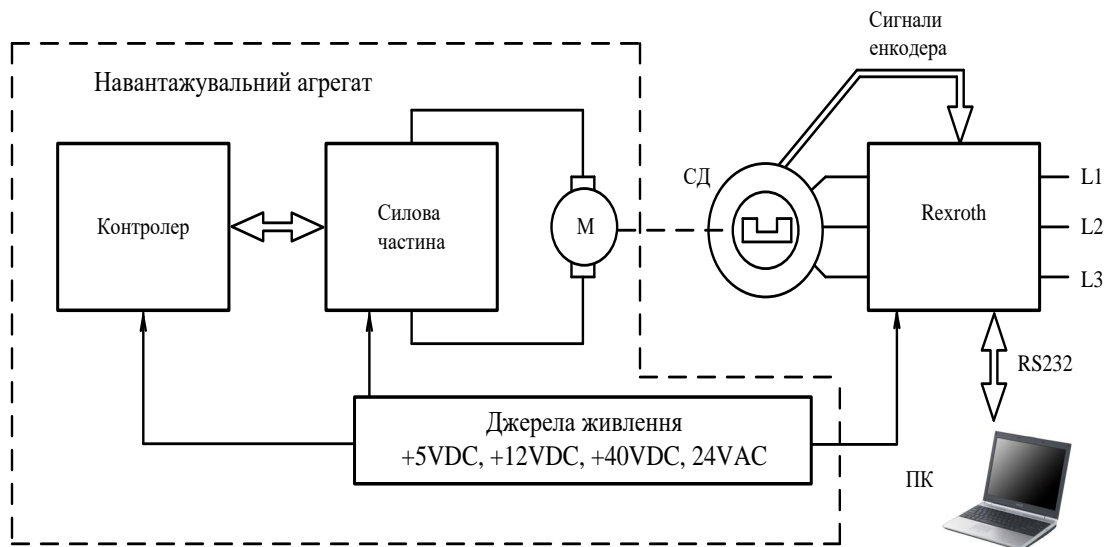 Сигнали
енкодера
Навантажувальний агрегат
СД
L1
Контролер
Силова
частина
М
Rexroth
L2
L3
RS232
Джерела живлення
+5VDC, +12VDC, +40VDC, 24VAC
ПК